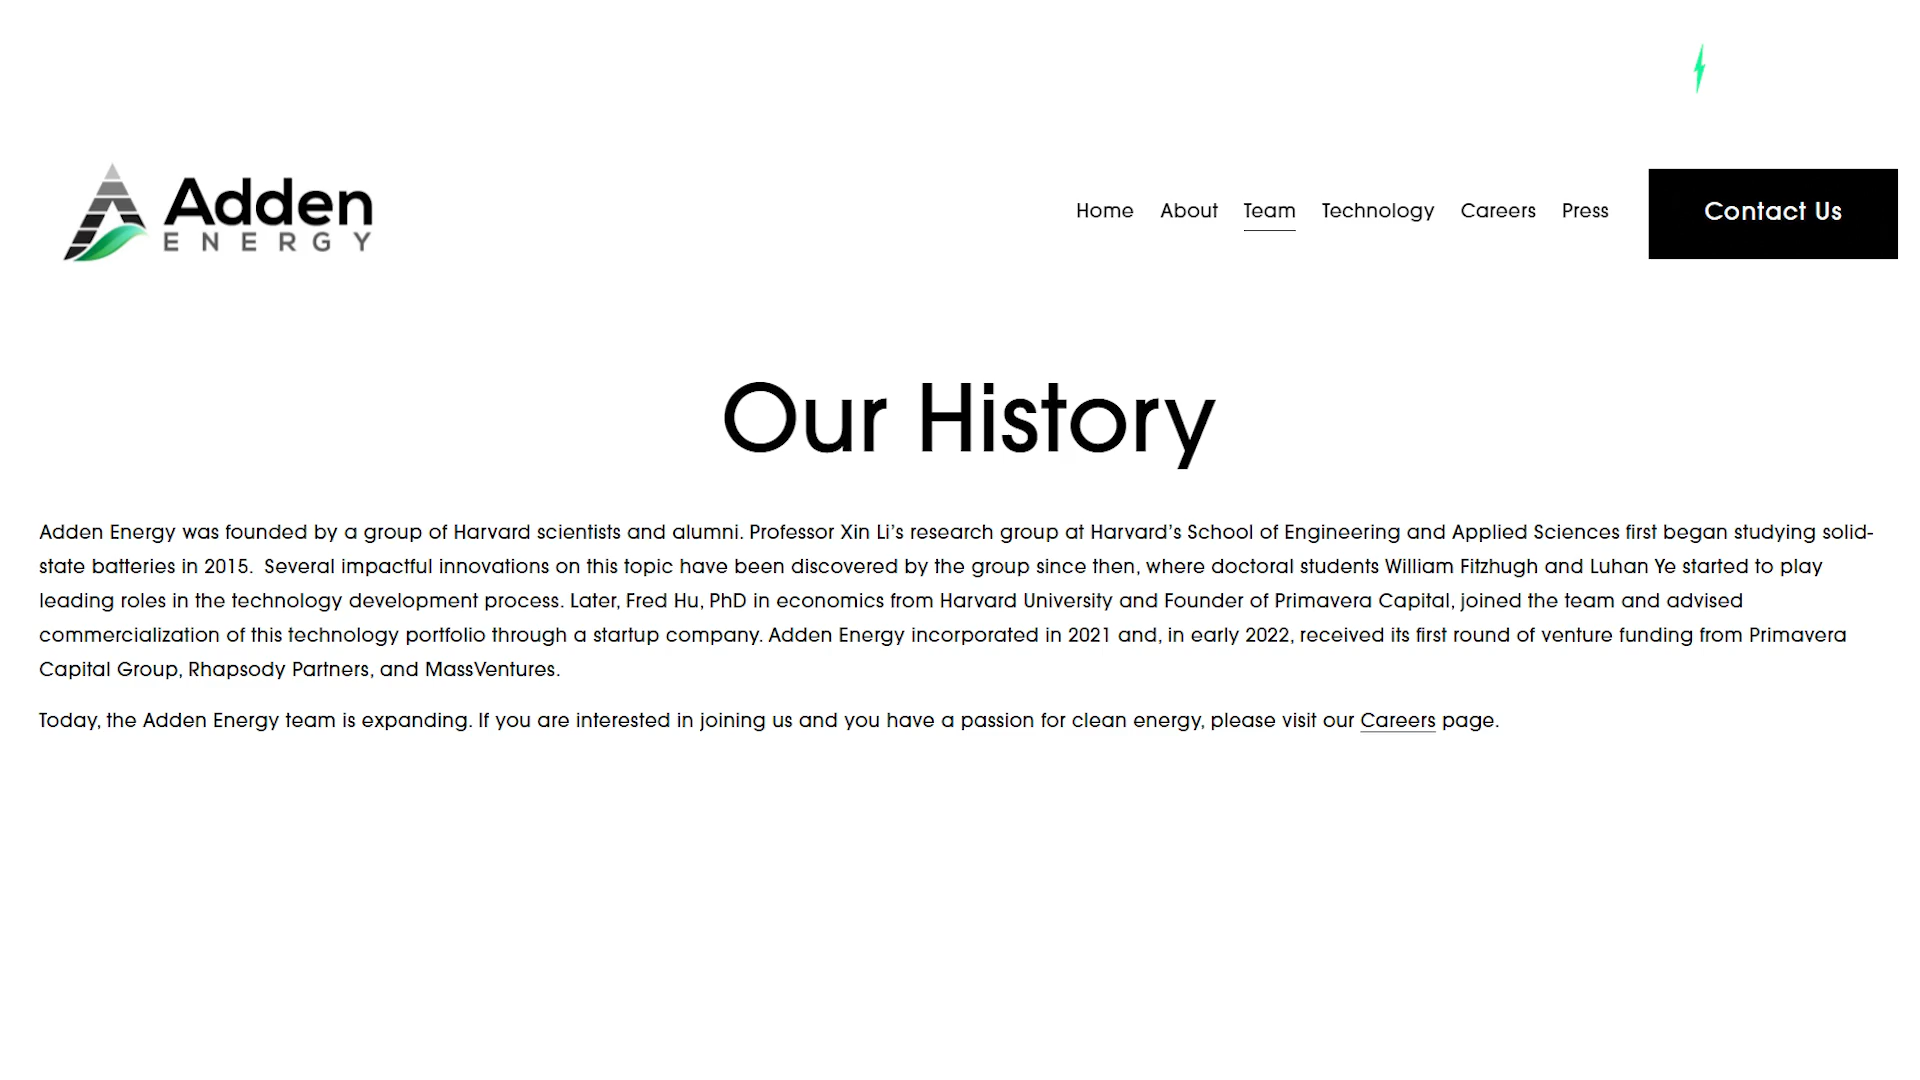 Adden
ENERGY
Home About Team Technology Careers Press Contact Us
Our History
Adden Energy was founded by a group of Harvard scientists and alumni. Professor Xin Li’s research group at Harvard’s School of Engineering and Applied Sciences first began studying solid-
state batteries in 2015.  Several impactful innovations on this topic have been discovered by the group since then, where doctoral students William Fitzhugh and Luhan Ye started to play
leading roles in the technology development process. Later, Fred Hu, PhD in economics from Harvard University and Founder of Primavera Capital, joined the team and advised
commercialization of this technology portfolio through a startup company. Adden Energy incorporated in 2021 and, in early 2022, received its first round of venture funding from Primavera
Capital Group, Rhapsody Partners, and MassVentures.
Today, the Adden Energy team is expanding. If you are interested in joining us and you have a passion for clean energy, please visit our Careers page.